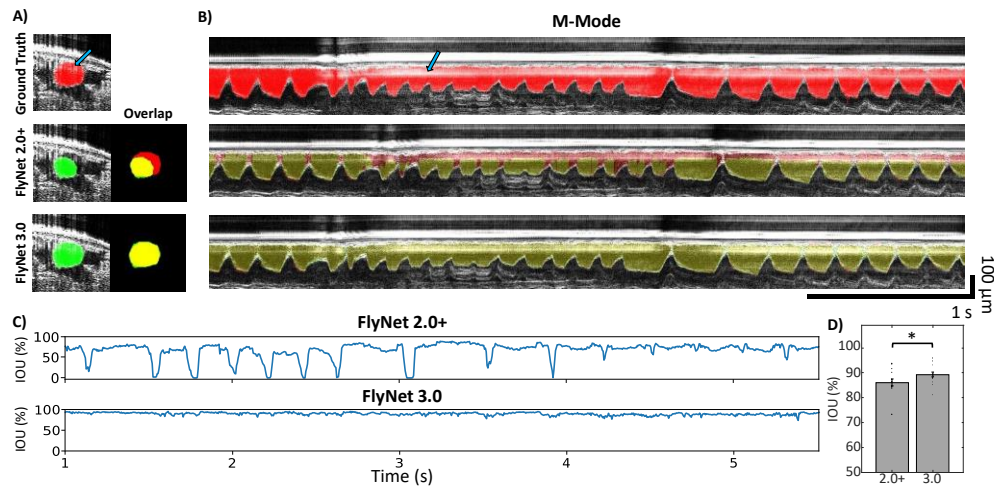 A)
B)
M-Mode
Ground Truth
Overlap
FlyNet 2.0+
FlyNet 3.0
100 µm
1 s
C)
FlyNet 2.0+
IOU (%)
100
50
0
FlyNet 3.0
IOU (%)
100
50
0
1
2
3
4
5
Time (s)
D)
*
IOU (%)
100
90
80
70
60
50
2.0+
3.0